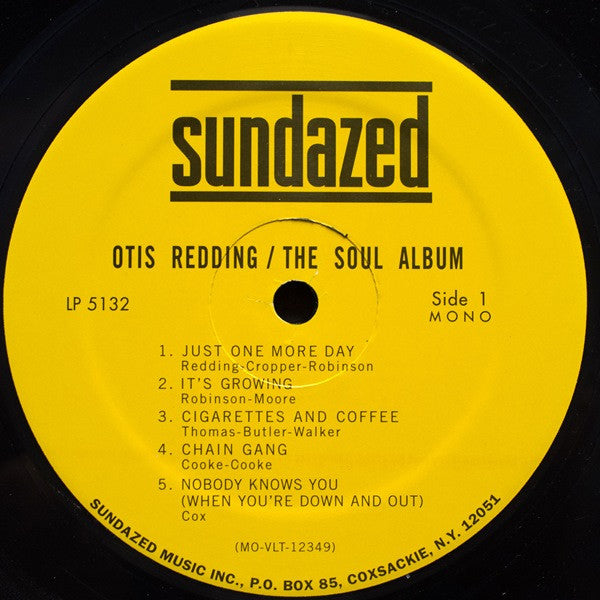 sundazed
OTIS REDDING / THE SOUL ALBUM
LP 5132
Side 1
MONO
1. JUST ONE MORE DAY
Redding-Cropper-Robinson
2. IT'S GROWING
Robinson-Moore
3. CIGARETTES AND COFFEE
Thomas-Butler-Walker
4. CHAIN GANG
Cooke-Cooke
5. NOBODY KNOWS YOU
(WHEN YOU'RE DOWN AND OUT)
Cox
(MO-VLT-12349)
SUNDAZED MUSIC INC., P.O. BOX 85, COXSACKIE, N.Y. 12051